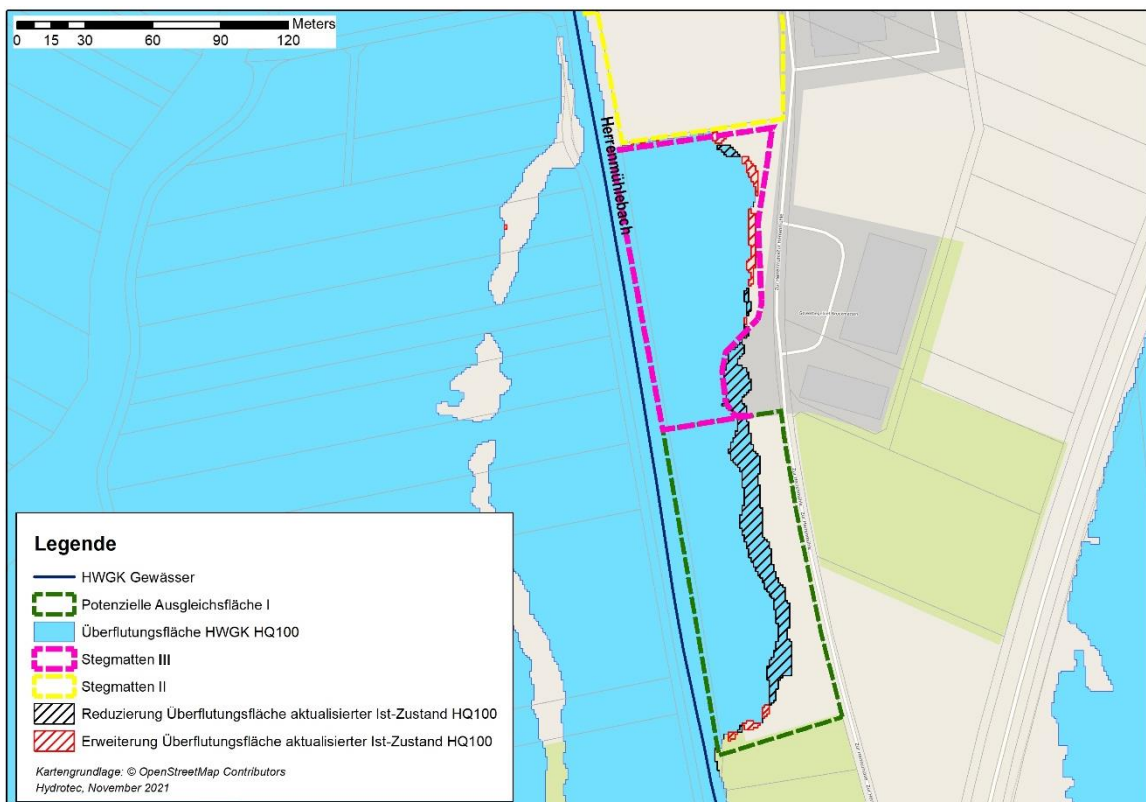 Meters
0 15 30 60 90 120
Herrenmühlebach
Legende
HWGK Gewässer
Potenzielle Ausgleichsfläche I
Überflutungsfläche HWGK HQ100
Stegmatten III
Stegmatten II
Reduzierung Überflutungsfläche aktualisierter Ist-Zustand HQ100
Erweiterung Überflutungsfläche aktualisierter Ist-Zustand HQ100
Kartengrundlage: © OpenStreetMap Contributors
Hydrotec, November 2021